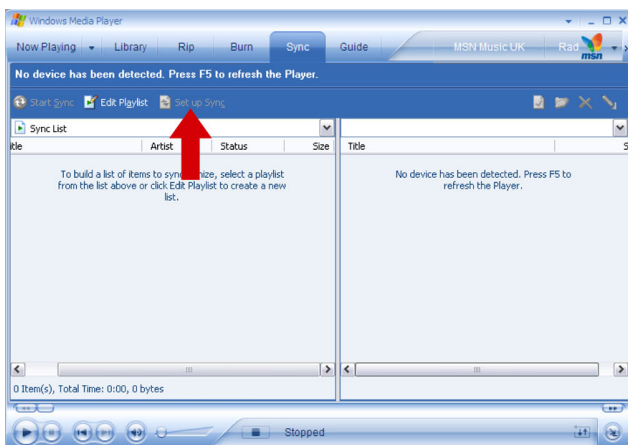 Windows Media Player
Now Playing Library Rip Burn Sync Guide MSN Music UK Rad
msn
No device has been detected. Press F5 to refresh the Player.
Start Sync Edit Playlist Set up Sync
Sync List
itle Artist Status Size Title S
To build a list of items to synchronize, select a playlist
from the list above or click Edit Playlist to create a new
list.
No device has been detected. Press F5 to
refresh the Player.
0 Item(s), Total Time: 0:00, 0 bytes
Stopped